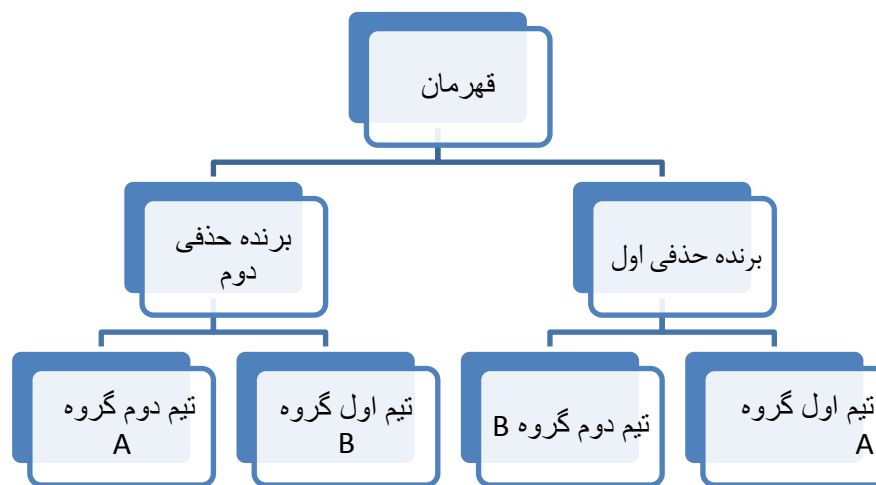 قهرمان
برنده حذفی اول
برنده حذفی
دوم
تیم اول گروه
A
تیم دوم گروه B
تیم اول گروه
B
تیم دوم گروه
A